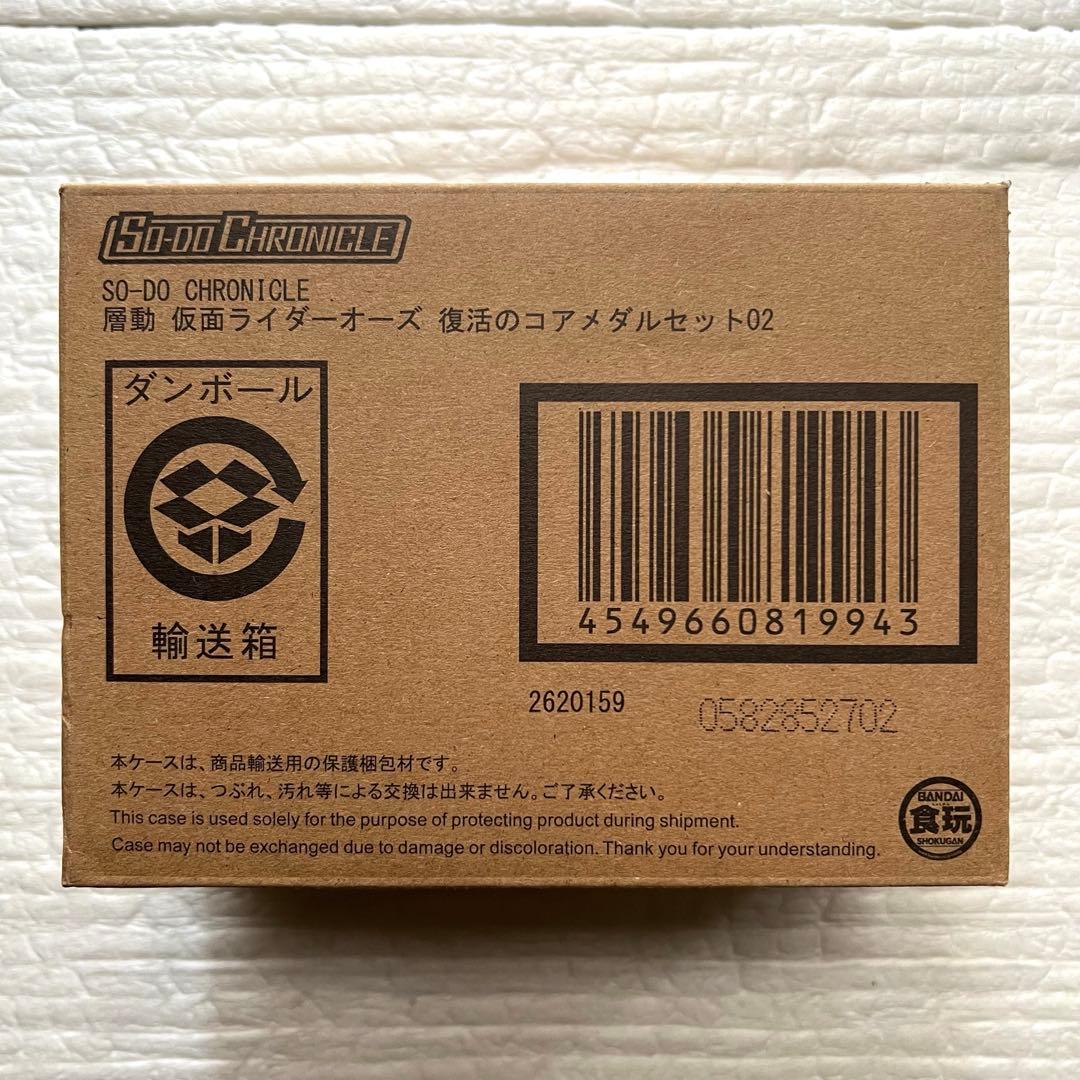 SO-DO CHRONICLE
SO-DO CHRONICLE
層動 仮面ライダーオーズ 復活のコアメダルセット02
ダンボール
輸送箱
4549660819943
2620159
0582852702
本ケースは、商品輸送用の保護梱包材です。
本ケースは、つぶれ、汚れ等による交換は出来ません。ご了承ください。
This case is used solely for the purpose of protecting product during shipment.
Case may not be exchanged due to damage or discoloration. Thank you for your understanding.
BANDAI
食玩
SHOKUGAN